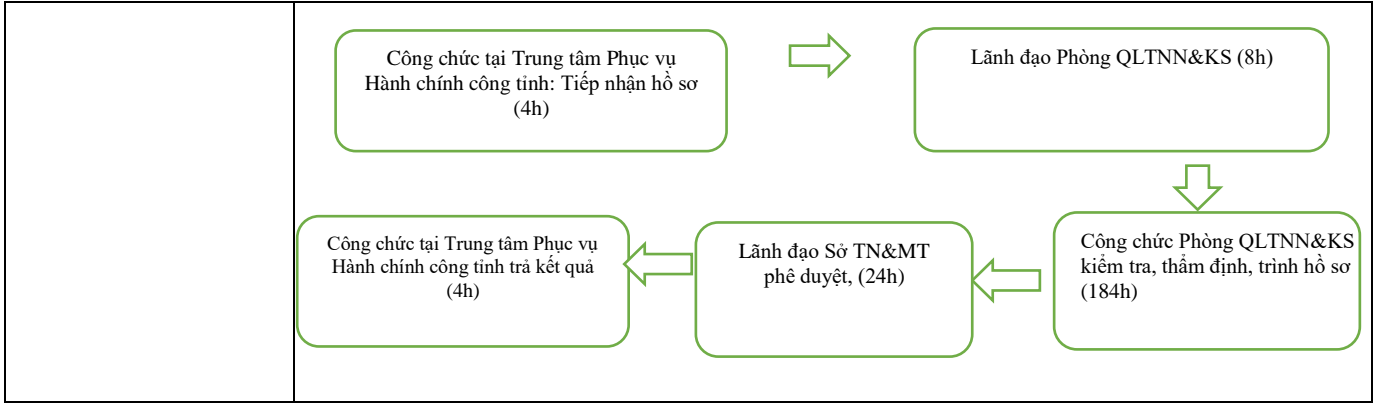 Công chức tại Trung tâm Phục vụ
Hành chính công tỉnh: Tiếp nhận hồ sơ
(4h)
Lãnh đạo Phòng QLTNN&KS (8h)
Công chức Phòng QLTNN&KS
kiểm tra, thẩm định, trình hồ sơ
(184h)
Lãnh đạo Sở TN&MT
phê duyệt, (24h)
Công chức tại Trung tâm Phục vụ
Hành chính công tỉnh trả kết quả
(4h)